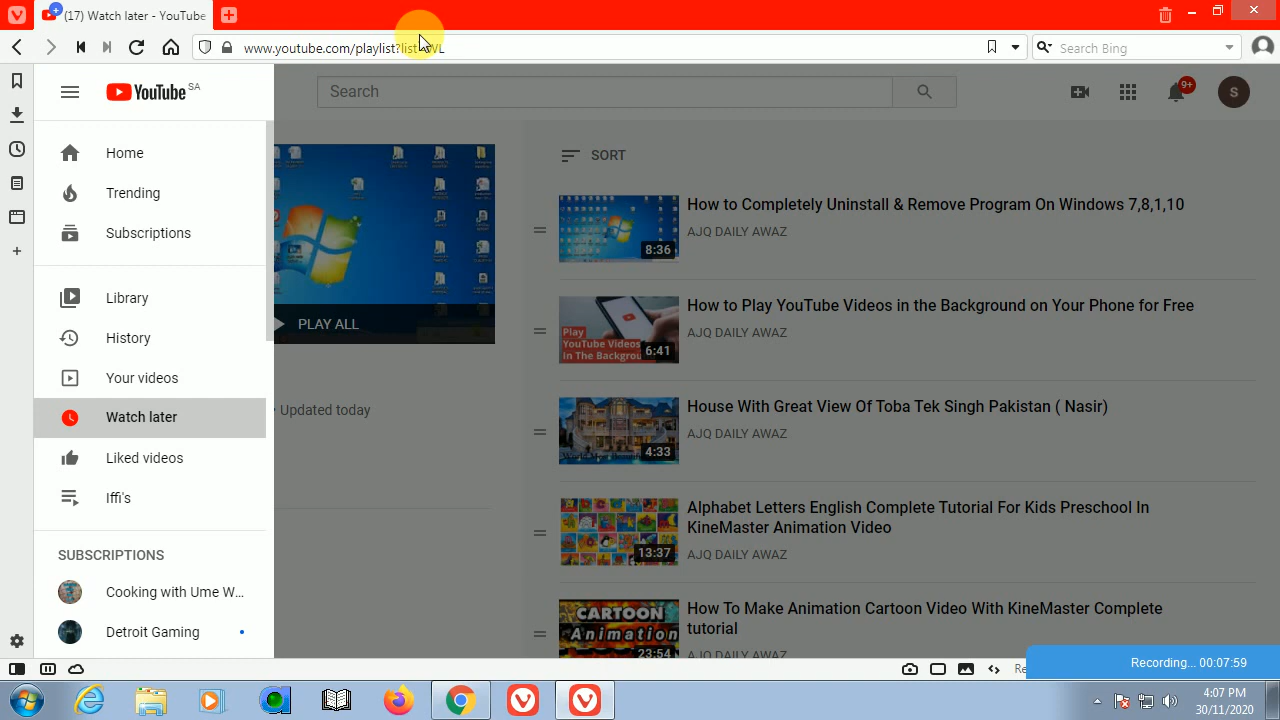 (17) Watch later - YouTube
www.youtube.com/playlist?list=WL
Search Bing
YouTube SA
Search
9+
S
Home
Trending
Subscriptions
Library
History
Your videos
Watch later
Liked videos
Iffi's
SUBSCRIPTIONS
Cooking with Ume W...
Detroit Gaming
PLAY ALL
Updated today
SORT
8:36
How to Completely Uninstall & Remove Program On Windows 7,8,1,10
AJQ DAILY AWAZ
Play
YouTube Videos
In The Backgrou
6:41
How to Play YouTube Videos in the Background on Your Phone for Free
AJQ DAILY AWAZ
4:33
House With Great View Of Toba Tek Singh Pakistan ( Nasir)
AJQ DAILY AWAZ
13:37
Alphabet Letters English Complete Tutorial For Kids Preschool In
KineMaster Animation Video
AJQ DAILY AWAZ
CARTOON
Animation
23:54
How To Make Animation Cartoon Video With KineMaster Complete
tutorial
AJQ DAILY AWAZ
Re
Recording... 00:07:59
4:07 PM
30/11/2020